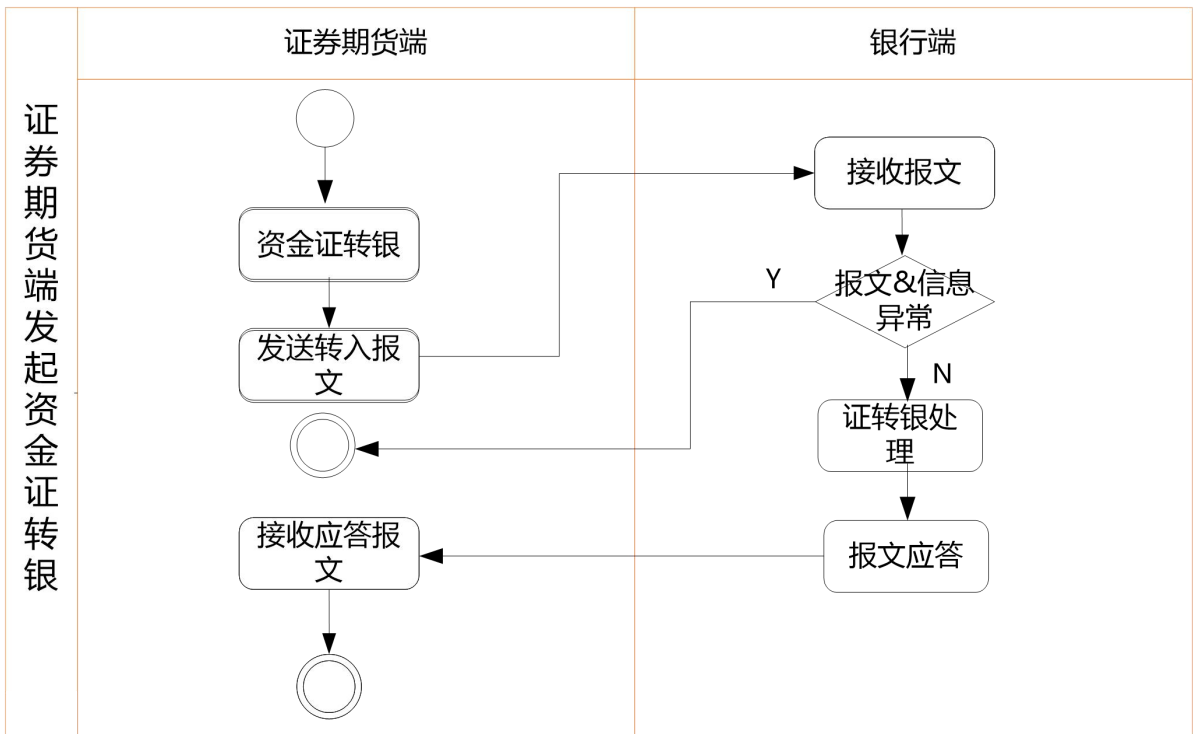 证券期货端
银行端
证券期货端发起资金证转银
资金证转银
发送转入报
文
接收报文
Y
报文&信息
异常
N
证转银处
理
接收应答报
文
报文应答